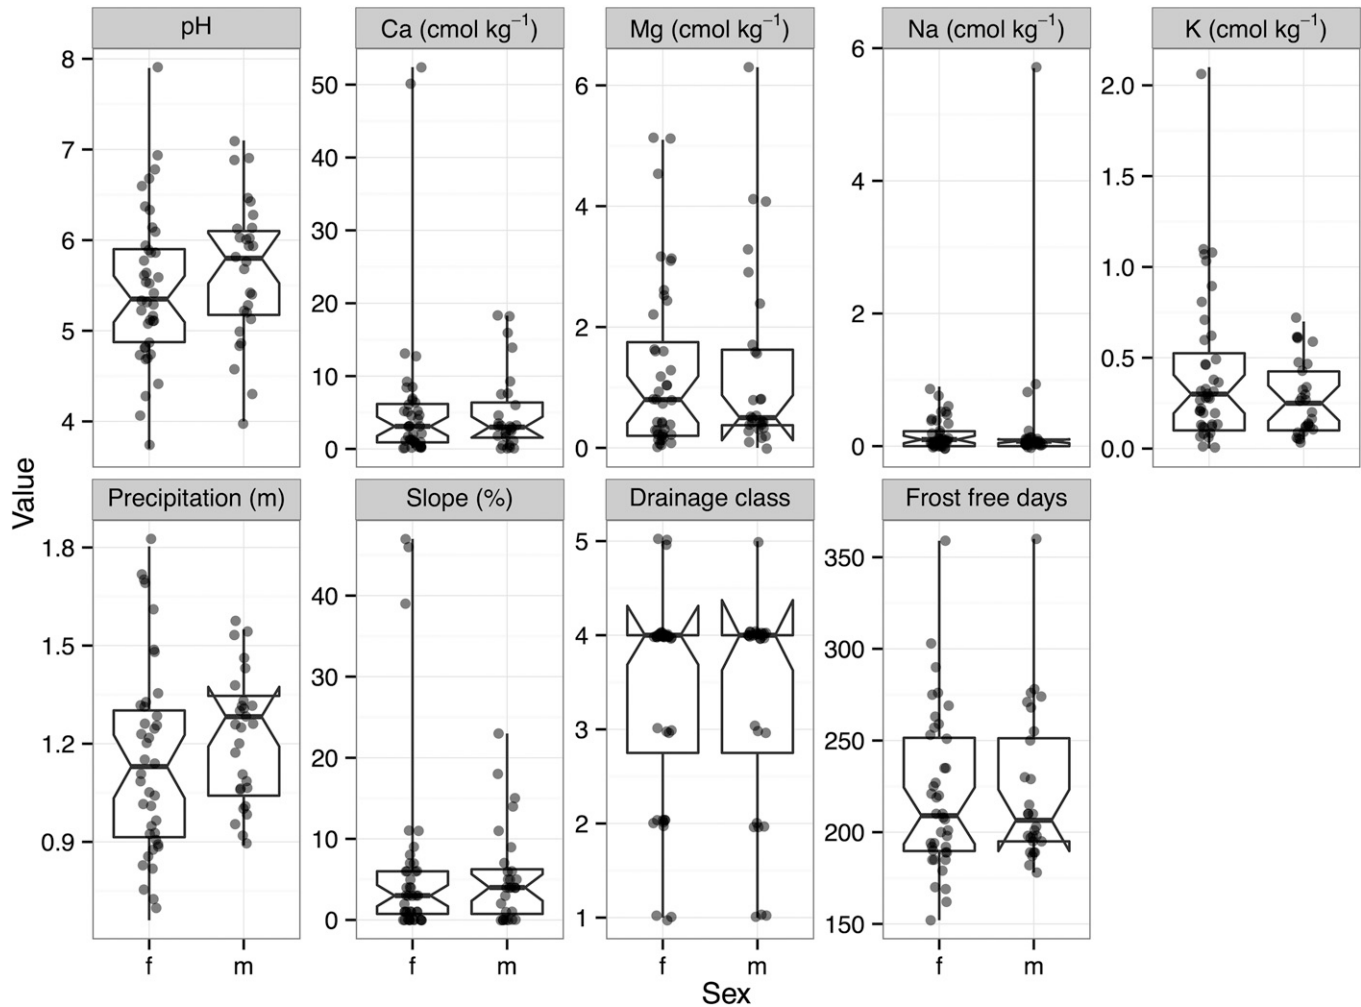 pH Ca (cmol kg⁻¹) Mg (cmol kg⁻¹) Na (cmol kg⁻¹) K (cmol kg⁻¹)
8 50 6 6 2.0
7 40 4 1.5
6 30 4 1.0
5 20 2 2 0.5
4 10 0 0 0.0
0
Value
Precipitation (m) Slope (%) Drainage class Frost free days
1.8 40 5 350
1.5 30 4 300
1.2 20 3 250
0.9 10 2 200
0 1 150
f m f m f m f m
Sex